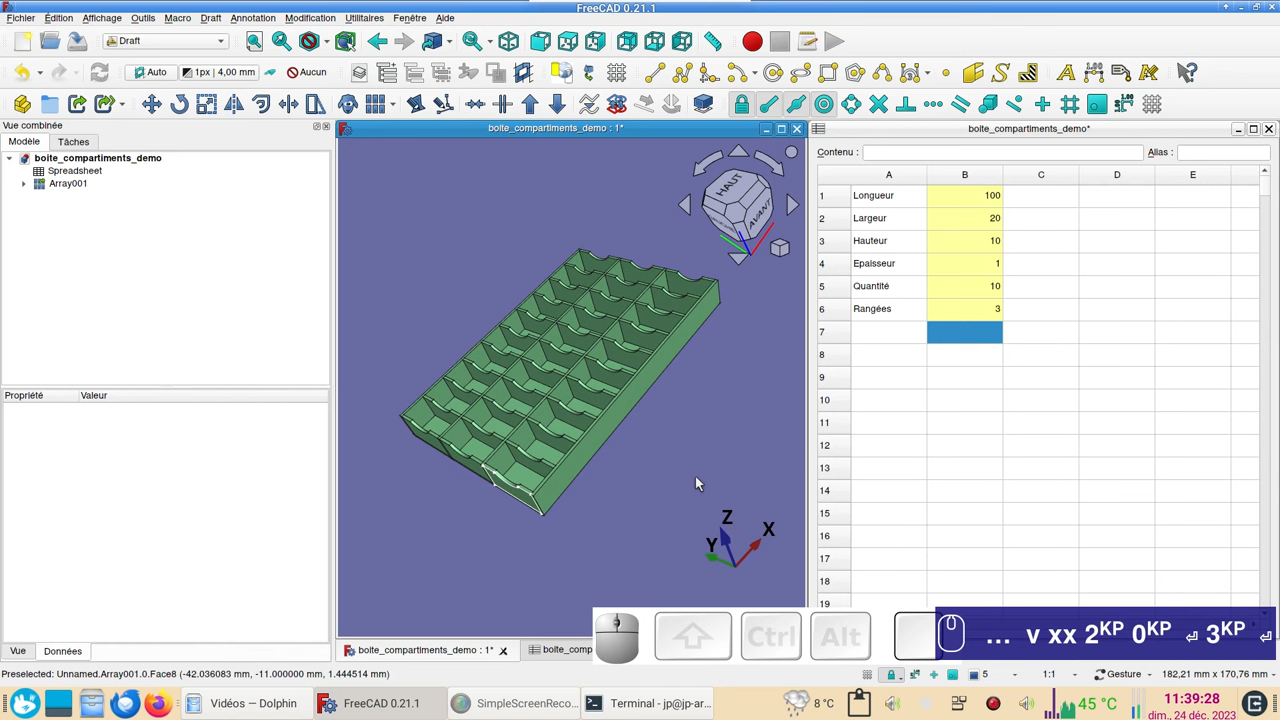 FreeCAD 0.21.1
Fichier Édition Affichage Outils Macro Draft Annotation Modification Utilitaires Fenêtre Aide
Draft
Auto 1px | 4,00 mm Aucun
Vue combinée
Modèle Tâches
boite_compartiments_demo
Spreadsheet
Array001
Propriété Valeur
Vue Données
boite_compartiments_demo : 1*
HAUT
AVANT
Z
X
Y
boite_compartiments_demo : 1*
boite_comp
boite_compartiments_demo*
Contenu : Alias :
A B C D E
1 Longueur 100
2 Largeur 20
3 Hauteur 10
4 Epaisseur 1
5 Quantité 10
6 Rangées 3
7
8
9
10
11
12
13
14
15
16
17
18
19
Ctrl Alt ... v xx 2KP 0KP ⏎ 3KP ⏎
Preselected: Unnamed.Array001.0.Face8 (-42.036083 mm, -11.000000 mm, 1.444514 mm)
5 1:1 Gesture 182,21 mm x 170,76 mm
Vidéos — Dolphin FreeCAD 0.21.1 SimpleScreenReco... Terminal - jp@jp-ar... 8°C 45 °C
11:39:28
dim., 24 déc. 2023